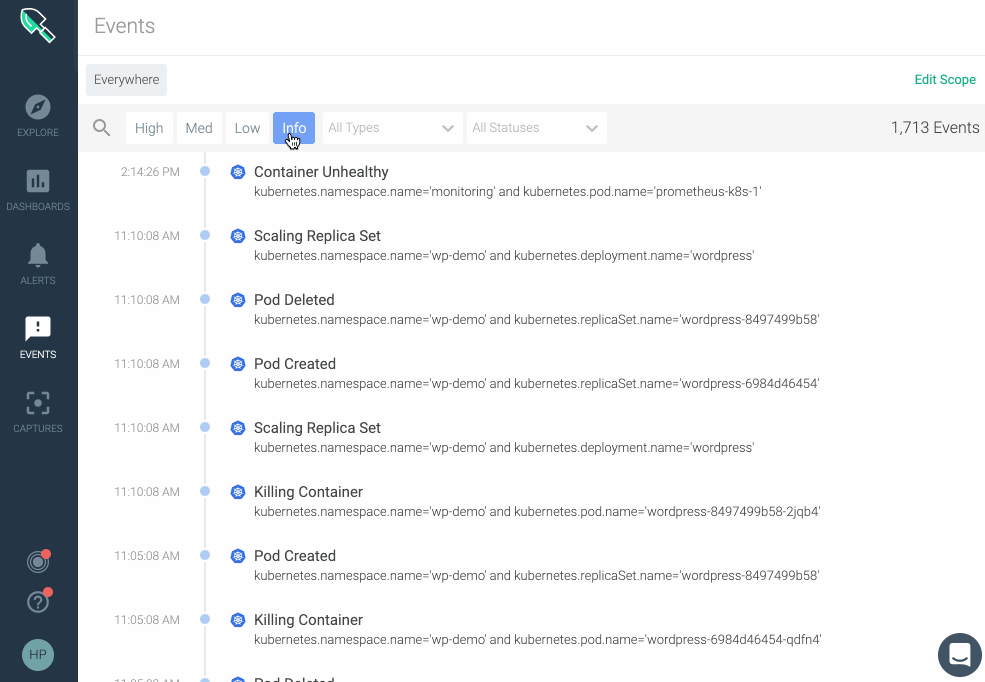 Events
Everywhere
Edit Scope
EXPLORE
High Med Low Info All Types All Statuses 1,713 Events
DASHBOARDS
ALERTS
EVENTS
CAPTURES
HP
2:14:26 PM Container Unhealthy
kubernetes.namespace.name='monitoring' and kubernetes.pod.name='prometheus-k8s-1'
11:10:08 AM Scaling Replica Set
kubernetes.namespace.name='wp-demo' and kubernetes.deployment.name='wordpress'
11:10:08 AM Pod Deleted
kubernetes.namespace.name='wp-demo' and kubernetes.replicaSet.name='wordpress-8497499b58'
11:10:08 AM Pod Created
kubernetes.namespace.name='wp-demo' and kubernetes.replicaSet.name='wordpress-6984d46454'
11:10:08 AM Scaling Replica Set
kubernetes.namespace.name='wp-demo' and kubernetes.deployment.name='wordpress'
11:10:08 AM Killing Container
kubernetes.namespace.name='wp-demo' and kubernetes.pod.name='wordpress-8497499b58-2jqb4'
11:05:08 AM Pod Created
kubernetes.namespace.name='wp-demo' and kubernetes.replicaSet.name='wordpress-8497499b58'
11:05:08 AM Killing Container
kubernetes.namespace.name='wp-demo' and kubernetes.pod.name='wordpress-6984d46454-qdfn4'
11:05:08 AM Pod Deleted